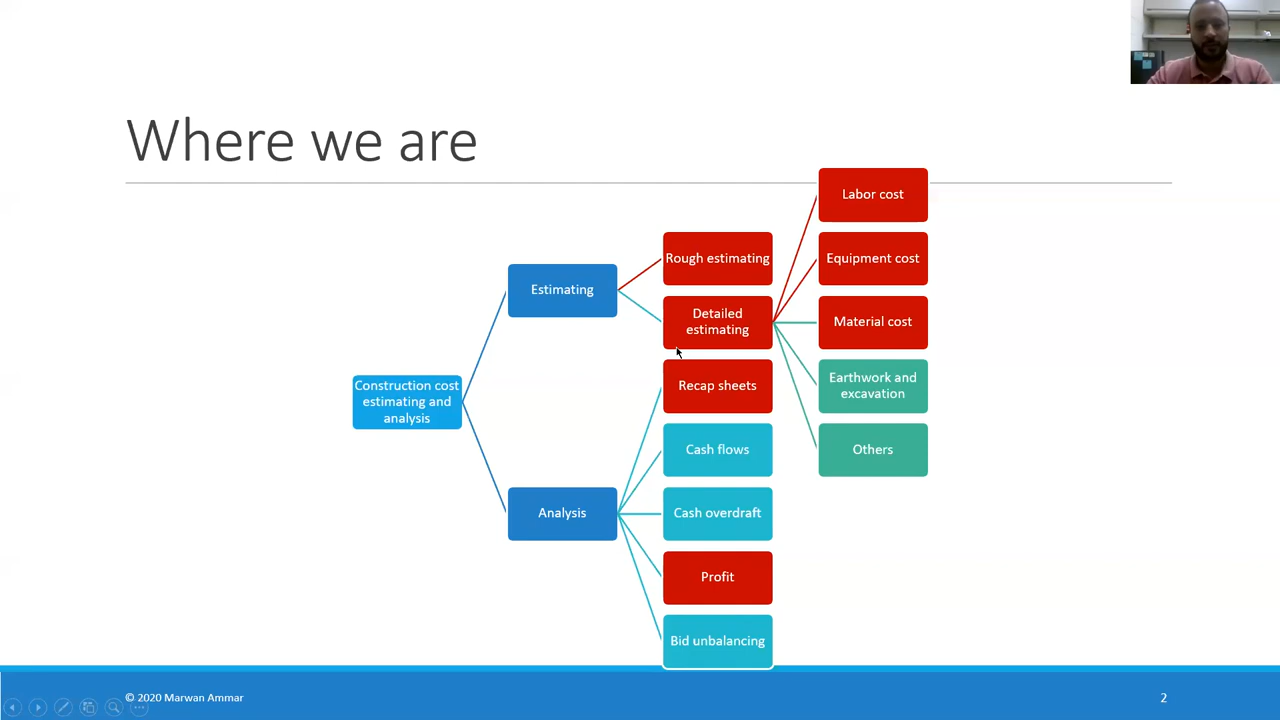 Where we are
Construction cost
estimating and
analysis
Estimating
Analysis
Rough estimating
Detailed
estimating
Recap sheets
Cash flows
Cash overdraft
Profit
Bid unbalancing
Labor cost
Equipment cost
Material cost
Earthwork and
excavation
Others
© 2020 Marwan Ammar
2